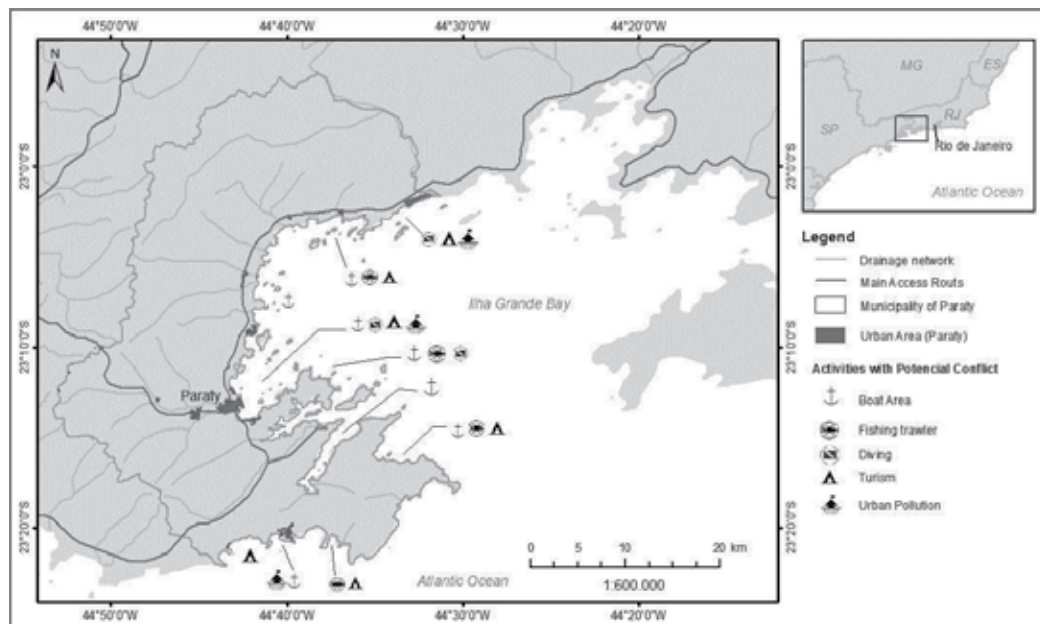 44°50'0"W
44°40'0"W
44°30'0"W
44°20'0"W
N
23°0'0"S
23°10'0"S
23°20'0"S
Ilha Grande Bay
Paraty
Atlantic Ocean
0 5 10 20 km
1:600.000
23°0'0"S
23°10'0"S
23°20'0"S
44°50'0"W
44°40'0"W
44°30'0"W
44°20'0"W
MG
ES
SP
RJ
Rio de Janeiro
Atlantic Ocean
Legend
Drainage network
Main Access Routs
Municipality of Paraty
Urban Area (Paraty)
Activities with Potencial Conflict
Boat Area
Fishing trawler
Diving
Turism
Urban Pollution